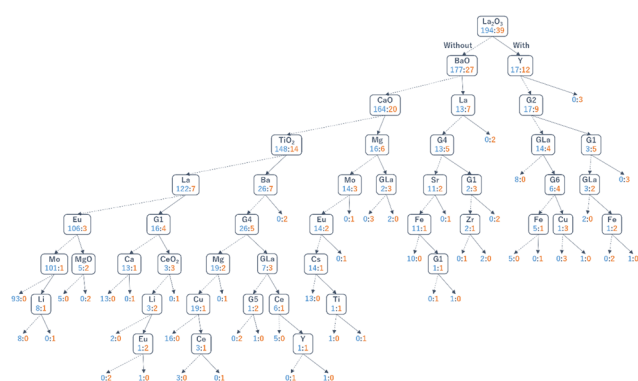 La₂O₃
194:39
Without With
BaO Y
177:27 17:12
CaO La G2 0:3
164:20 13:7 17:9
TiO₂ Mg G4 0:2 GLa G1
148:14 16:6 13:5 14:4 3:5
La Ba Mo GLa Sr G1 8:0 G6 GLa 0:3
122:7 26:7 14:3 2:3 11:2 2:3 6:4 3:2
Eu G1 G4 0:2 Eu 0:1 0:3 2:0 Fe 0:1 Zr 0:2 Fe Cu 2:0 Fe
106:3 16:4 26:5 14:2 11:1 2:1 5:1 1:3 1:2
Mo MgO Ca CeO₂ Mg GLa Cs 0:1 10:0 G1 0:1 2:0 5:0 0:1 0:3 1:0 0:2 1:0
101:1 5:2 13:1 3:3 19:2 7:3 14:1 1:1
93:0 Li 5:0 0:2 13:0 0:1 Li 0:1 Cu 0:1 G5 Ce 13:0 Ti 0:1 1:0
8:1 3:2 19:1 1:2 6:1 1:1
8:0 0:1 2:0 Eu 16:0 Ce 0:2 1:0 5:0 Y 1:0 0:1
1:2 3:1 1:1
0:2 1:0 3:0 0:1 0:1 1:0